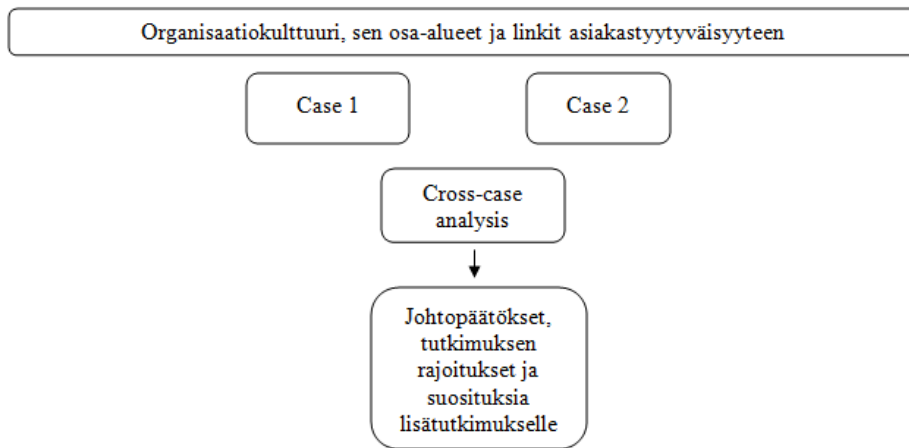 Organisaatiokulttuuri, sen osa-alueet ja linkit asiakastyytyväisyyteen
Case 1
Case 2
Cross-case
analysis
Johtopäätökset,
tutkimuksen
rajoitukset ja
suosituksia
lisätutkimukselle